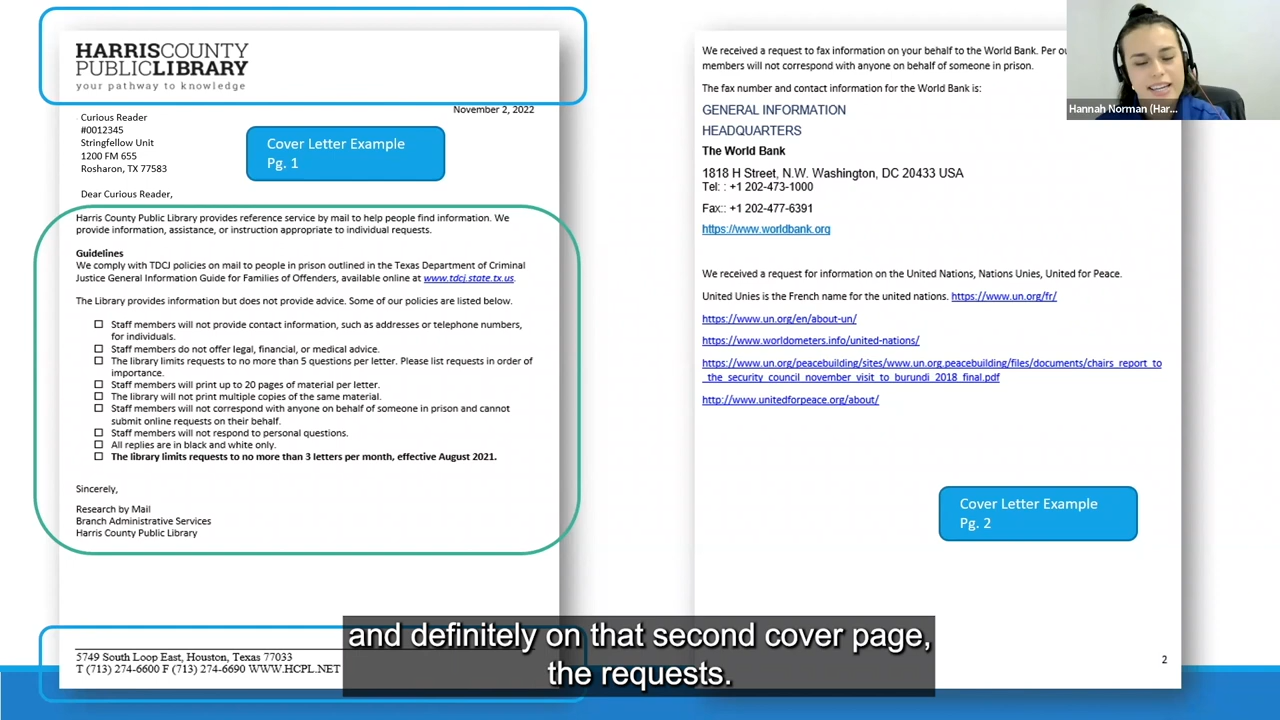 HARRISCOUNTY
PUBLICLIBRARY
your pathway to knowledge
November 2, 2022
Curious Reader
#0012345
Stringfellow Unit
1200 FM 655
Rosharon, TX 77583
Cover Letter Example
Pg. 1
Dear Curious Reader,
Harris County Public Library provides reference service by mail to help people find information. We
provide information, assistance, or instruction appropriate to individual requests.
Guidelines
We comply with TDCJ policies on mail to people in prison outlined in the Texas Department of Criminal
Justice General Information Guide for Families of Offenders, available online at www.tdcj.state.tx.us.
The Library provides information but does not provide advice. Some of our policies are listed below.
Staff members will not provide contact information, such as addresses or telephone numbers,
for individuals.
Staff members do not offer legal, financial, or medical advice.
The library limits requests to no more than 5 questions per letter. Please list requests in order of
importance.
Staff members will print up to 20 pages of material per letter.
The library will not print multiple copies of the same material.
Staff members will not correspond with anyone on behalf of someone in prison and cannot
submit online requests on their behalf.
Staff members will not respond to personal questions.
All replies are in black and white only.
The library limits requests to no more than 3 letters per month, effective August 2021.
Sincerely,
Research by Mail
Branch Administrative Services
Harris County Public Library
5749 South Loop East, Houston, Texas 77033
T (713) 274-6600 F (713) 274-6690 WWW.HCPL.NET
We received a request to fax information on your behalf to the World Bank. Per ou
members will not correspond with anyone on behalf of someone in prison.
The fax number and contact information for the World Bank is:
GENERAL INFORMATION
HEADQUARTERS
The World Bank
1818 H Street, N.W. Washington, DC 20433 USA
Tel: : +1 202-473-1000
Fax:: +1 202-477-6391
https://www.worldbank.org
We received a request for information on the United Nations, Nations Unies, United for Peace.
United Unies is the French name for the united nations. https://www.un.org/fr/
https://www.un.org/en/about-un/
https://www.worldometers.info/united-nations/
https://www.un.org/peacebuilding/sites/www.un.org.peacebuilding/files/documents/chairs_report_to
_the_security_council_november_visit_to_burundi_2018_final.pdf
http://www.unitedforpeace.org/about/
Cover Letter Example
Pg. 2
2
Hannah Norman (Har...
and definitely on that second cover page,
the requests.